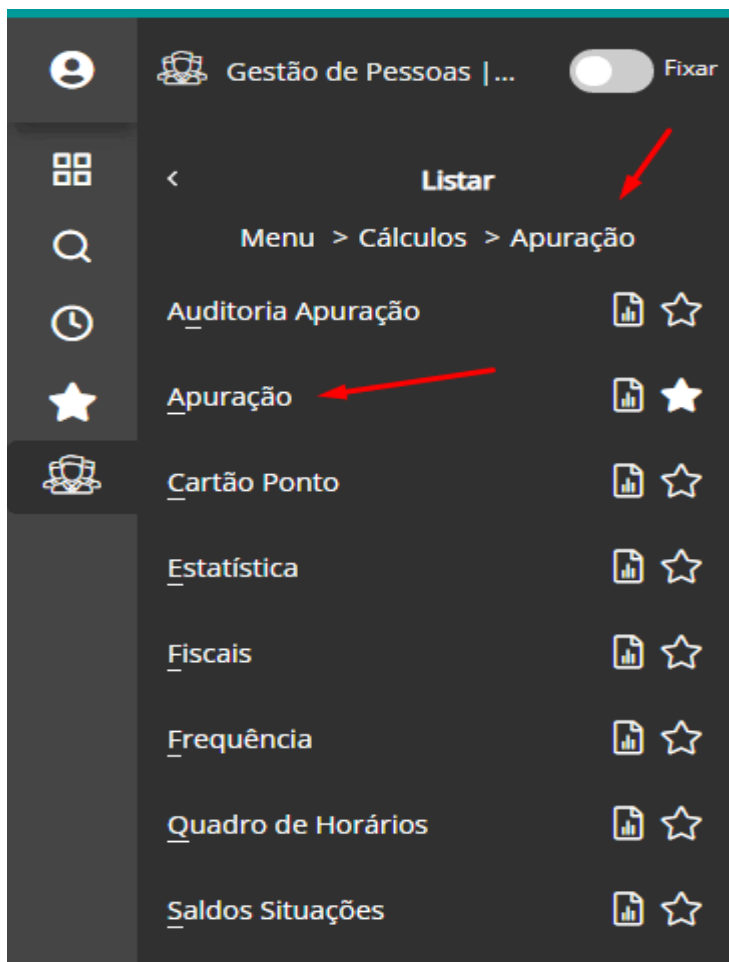 Gestão de Pessoas |...
Fixar
< Listar
Menu > Cálculos > Apuração
Auditoria Apuração
Apuração
Cartão Ponto
Estatística
Fiscais
Frequência
Quadro de Horários
Saldos Situações